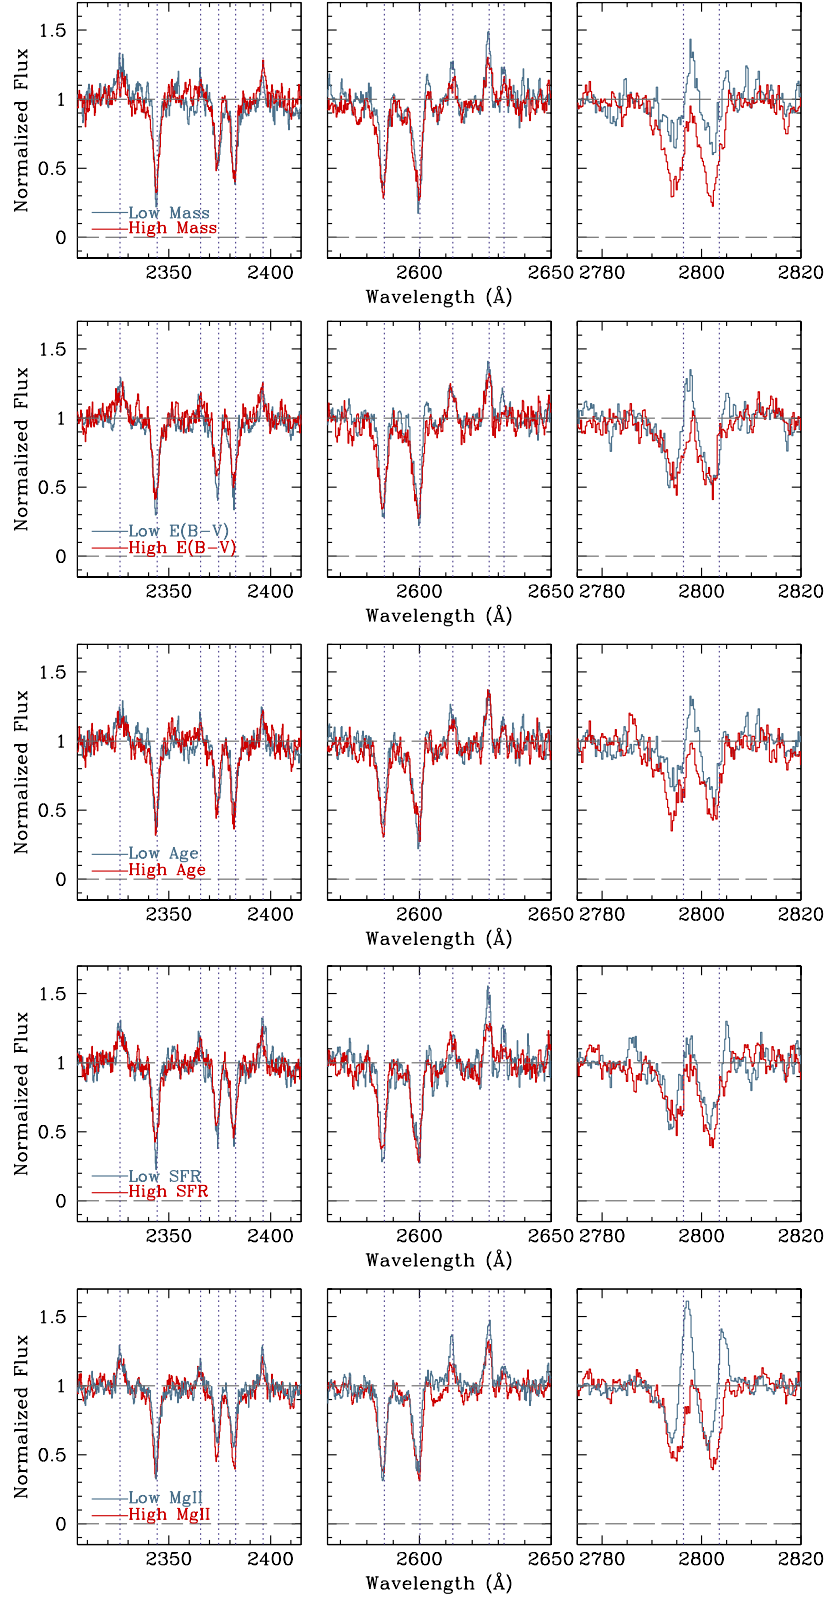 1.5
1
0.5
0
Normalized Flux
Low Mass
High Mass
2350 2400 2600 2650 2780 2800 2820
Wavelength (Å)
1.5
1
0.5
0
Normalized Flux
Low E(B-V)
High E(B-V)
2350 2400 2600 2650 2780 2800 2820
Wavelength (Å)
1.5
1
0.5
0
Normalized Flux
Low Age
High Age
2350 2400 2600 2650 2780 2800 2820
Wavelength (Å)
1.5
1
0.5
0
Normalized Flux
Low SFR
High SFR
2350 2400 2600 2650 2780 2800 2820
Wavelength (Å)
1.5
1
0.5
0
Normalized Flux
Low MgII
High MgII
2350 2400 2600 2650 2780 2800 2820
Wavelength (Å)